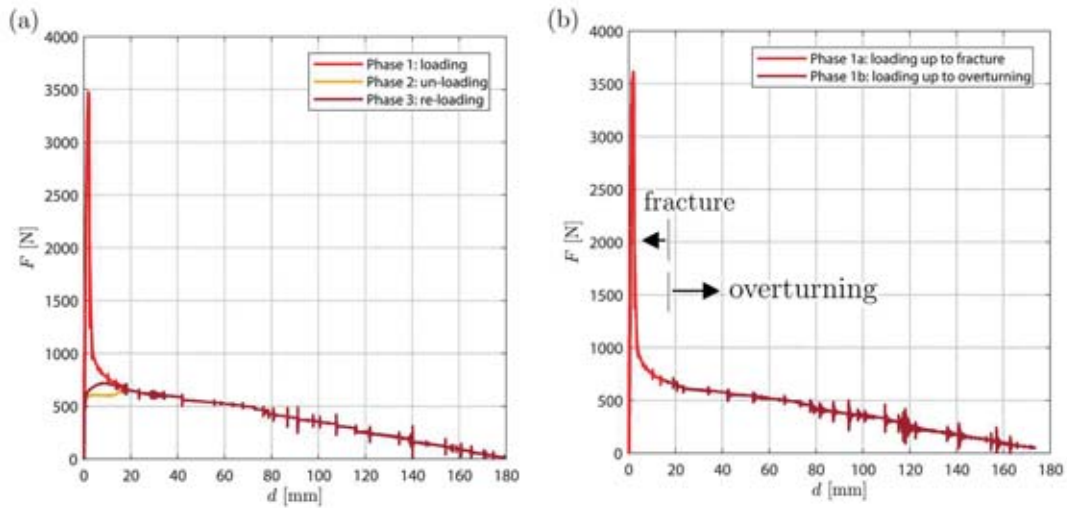 (a)
4000
3500
3000
2500
2000
1500
1000
500
0
F [N]
Phase 1: loading
Phase 2: un-loading
Phase 3: re-loading
0 20 40 60 80 100 120 140 160 180
d [mm]
(b)
4000
3500
3000
2500
2000
1500
1000
500
0
F [N]
Phase 1a: loading up to fracture
Phase 1b: loading up to overturning
fracture
overturning
0 20 40 60 80 100 120 140 160 180
d [mm]